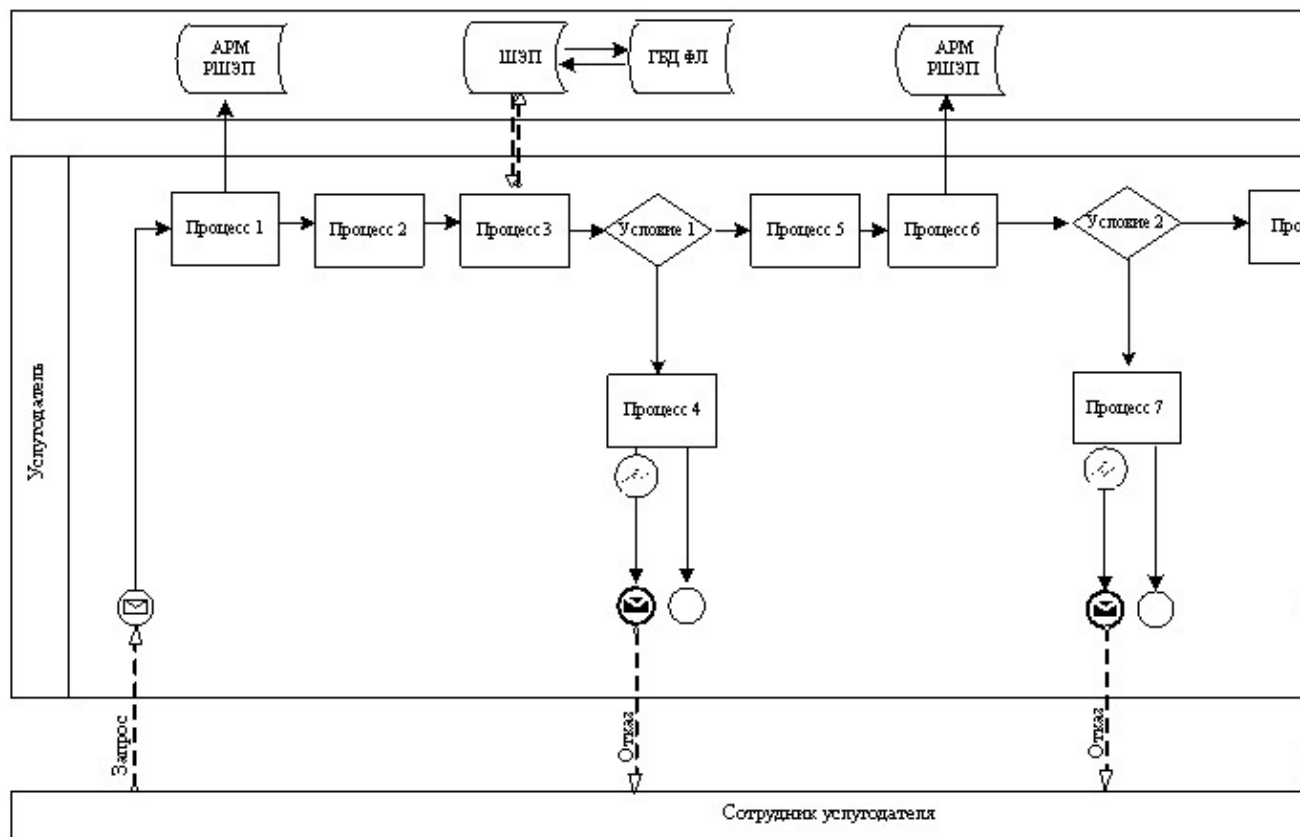 АРМ
РШЭП
ШЭП
ГБД ФЛ
АРМ
РШЭП
Услугодатель
Процесс 1
Процесс 2
Процесс 3
Условие 1
Процесс 5
Процесс 6
Условие 2
Про
Процесс 4
Процесс 7
Запрос
Отказ
Отказ
Сотрудник услугодателя